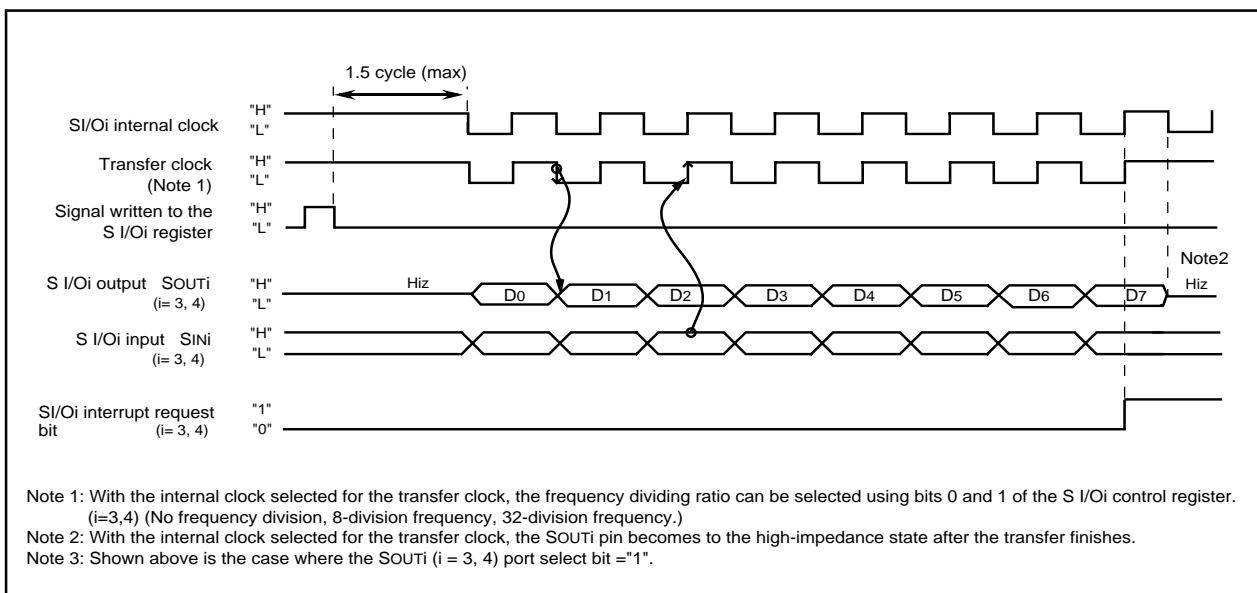 1.5 cycle (max)
SI/Oi internal clock
"H"
"L"
Transfer clock
(Note 1)
"H"
"L"
Signal written to the
S I/Oi register
"H"
"L"
S I/Oi output SOUTi
(i= 3, 4)
"H"
"L"
Hiz
D0
D1
D2
D3
D4
D5
D6
D7
Note2
Hiz
S I/Oi input SINi
(i= 3, 4)
"H"
"L"
SI/Oi interrupt request
bit (i= 3, 4)
"1"
"0"
Note 1: With the internal clock selected for the transfer clock, the frequency dividing ratio can be selected using bits 0 and 1 of the S I/Oi control register.
(i=3,4) (No frequency division, 8-division frequency, 32-division frequency.)
Note 2: With the internal clock selected for the transfer clock, the SOUTi pin becomes to the high-impedance state after the transfer finishes.
Note 3: Shown above is the case where the SOUTi (i = 3, 4) port select bit ="1".